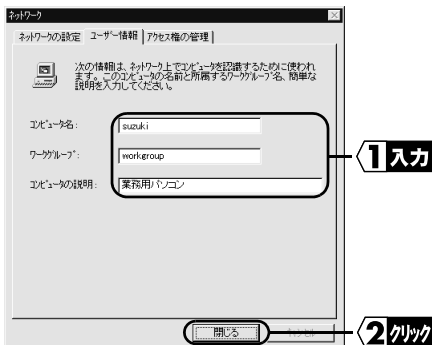 ネットワーク
ネットワークの設定 ユーザー情報 アクセス権の管理
次の情報は、ネットワーク上でコンピュータを認識するために使われ
ます。このコンピュータの名前と所属するワークグループ名、簡単な
説明を入力してください。
コンピュータ名:
suzuki
ワークグループ:
workgroup
コンピュータの説明:
業務用パソコン
1 入力
閉じる
キャンセル
2 クリック